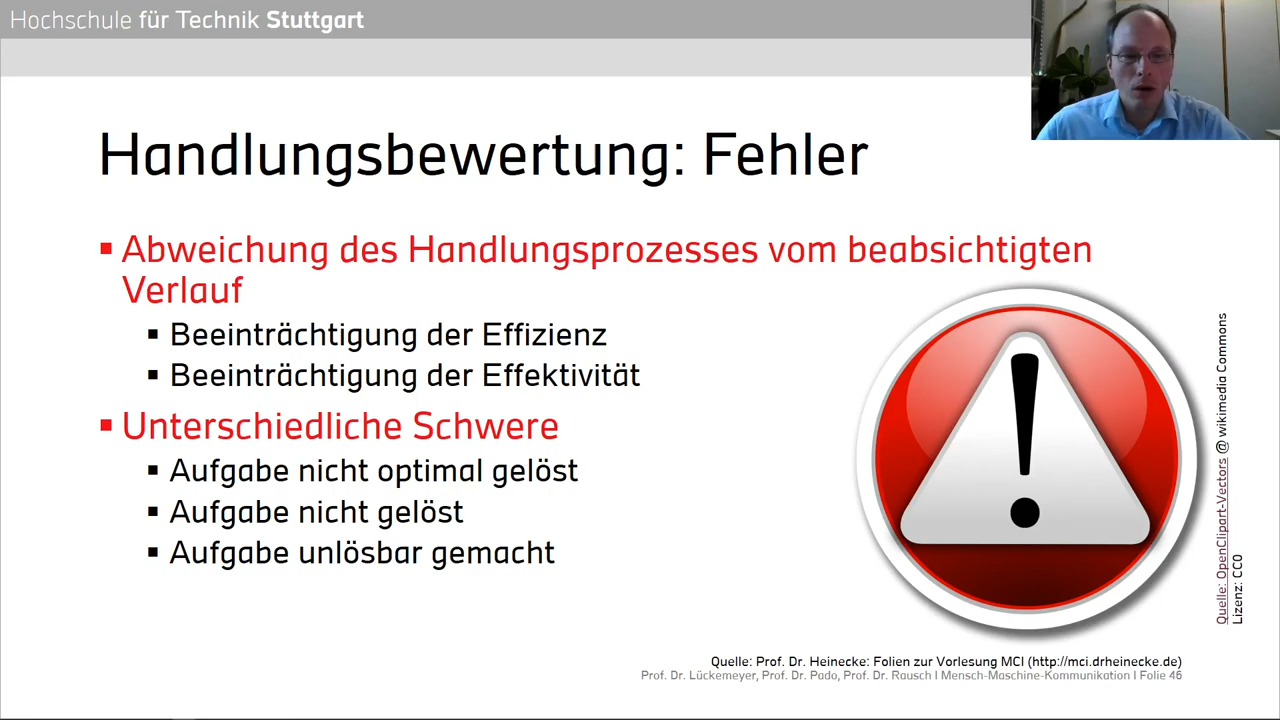 Hochschule für Technik Stuttgart
Handlungsbewertung: Fehler
Abweichung des Handlungsprozesses vom beabsichtigten
Verlauf
Beeinträchtigung der Effizienz
Beeinträchtigung der Effektivität
Unterschiedliche Schwere
Aufgabe nicht optimal gelöst
Aufgabe nicht gelöst
Aufgabe unlösbar gemacht
Quelle: OpenClipart-Vectors @ wikimedia Commons
Lizenz: CC0
Quelle: Prof. Dr. Heinecke: Folien zur Vorlesung MCI (http://mci.drheinecke.de)
Prof. Dr. Lückemeyer, Prof. Dr. Pado, Prof. Dr. Rausch I Mensch-Maschine-Kommunikation I Folie 46